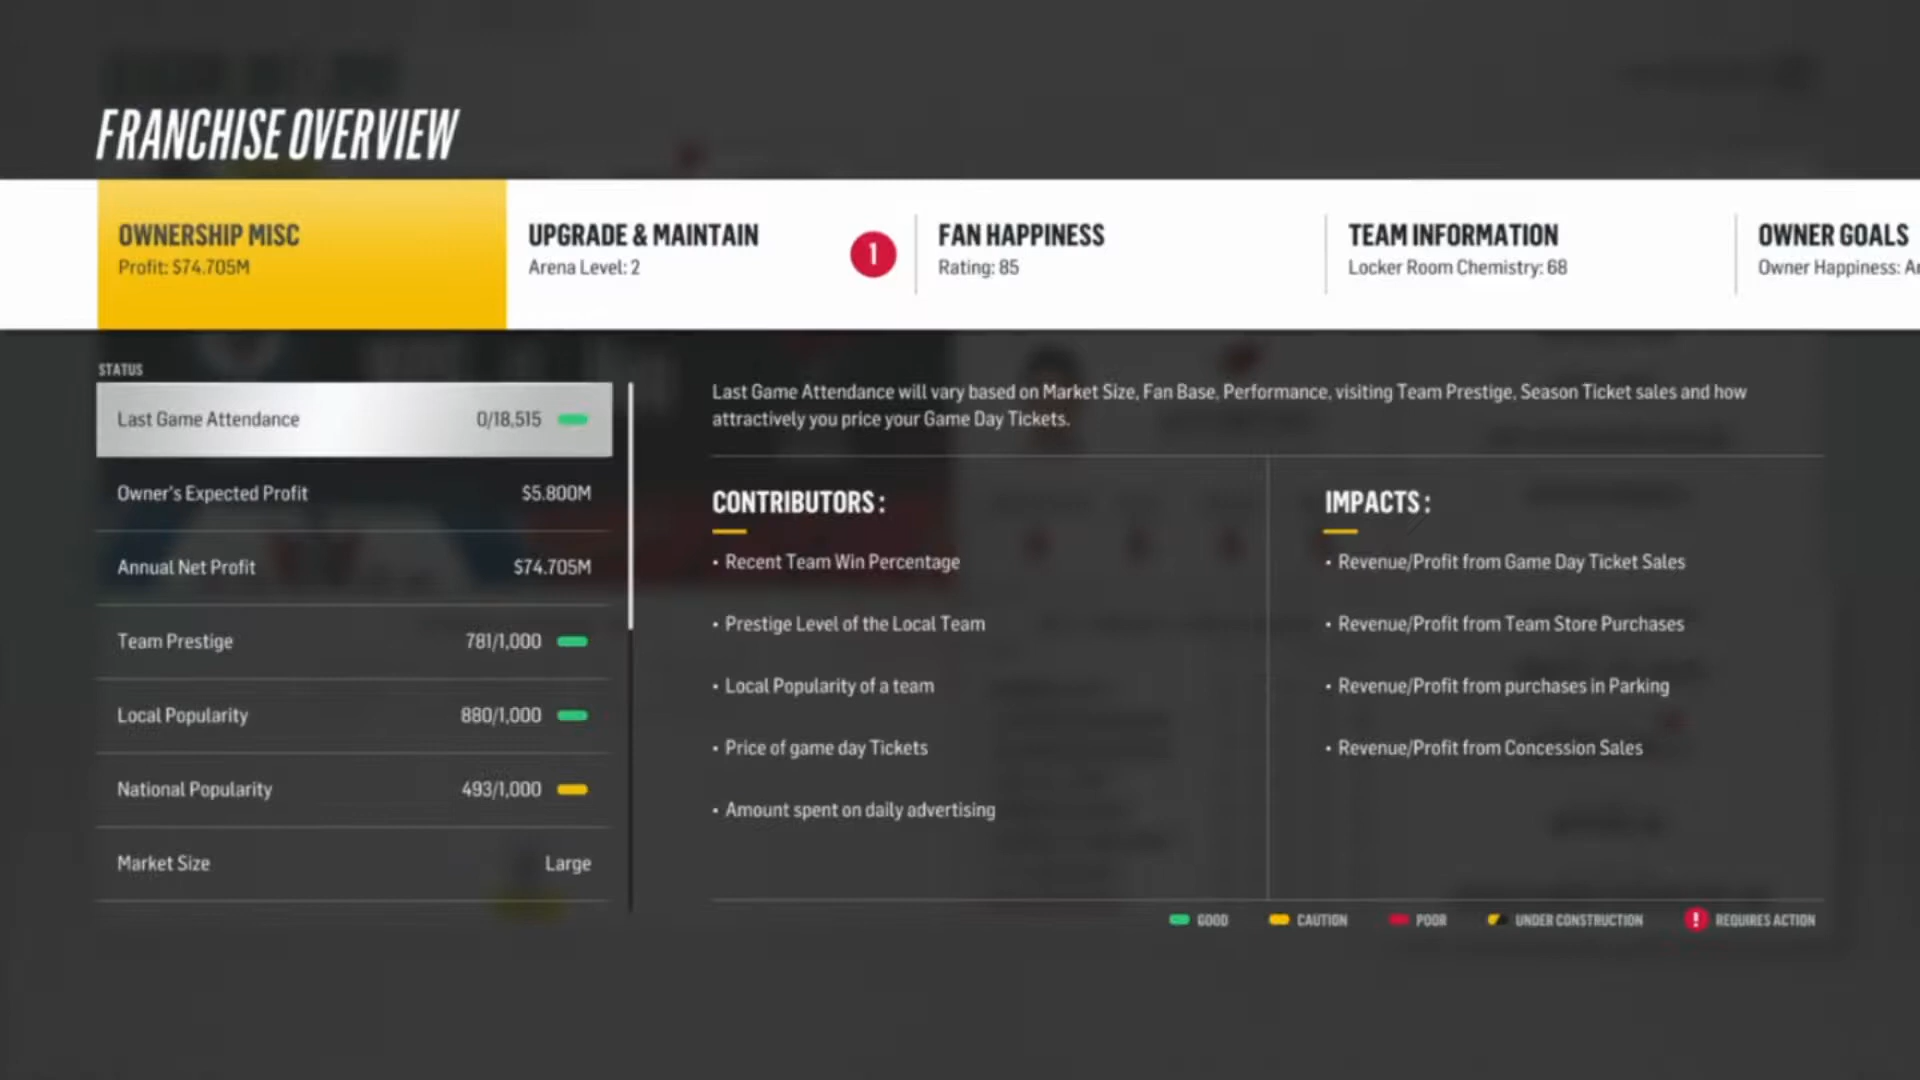 FRANCHISE OVERVIEW
OWNERSHIP MISC
Profit: $74.705M
UPGRADE & MAINTAIN
Arena Level: 2
1
FAN HAPPINESS
Rating: 85
TEAM INFORMATION
Locker Room Chemistry: 68
OWNER GOALS
Owner Happiness:
STATUS
Last Game Attendance 0/18,515
Owner's Expected Profit $5.800M
Annual Net Profit $74.705M
Team Prestige 781/1,000
Local Popularity 880/1,000
National Popularity 493/1,000
Market Size Large
Last Game Attendance will vary based on Market Size, Fan Base, Performance, visiting Team Prestige, Season Ticket sales and how
attractively you price your Game Day Tickets.
CONTRIBUTORS:
• Recent Team Win Percentage
• Prestige Level of the Local Team
• Local Popularity of a team
• Price of game day Tickets
• Amount spent on daily advertising
IMPACTS:
• Revenue/Profit from Game Day Ticket Sales
• Revenue/Profit from Team Store Purchases
• Revenue/Profit from purchases in Parking
• Revenue/Profit from Concession Sales
GOOD CAUTION POOR UNDER CONSTRUCTION ! REQUIRES ACTION